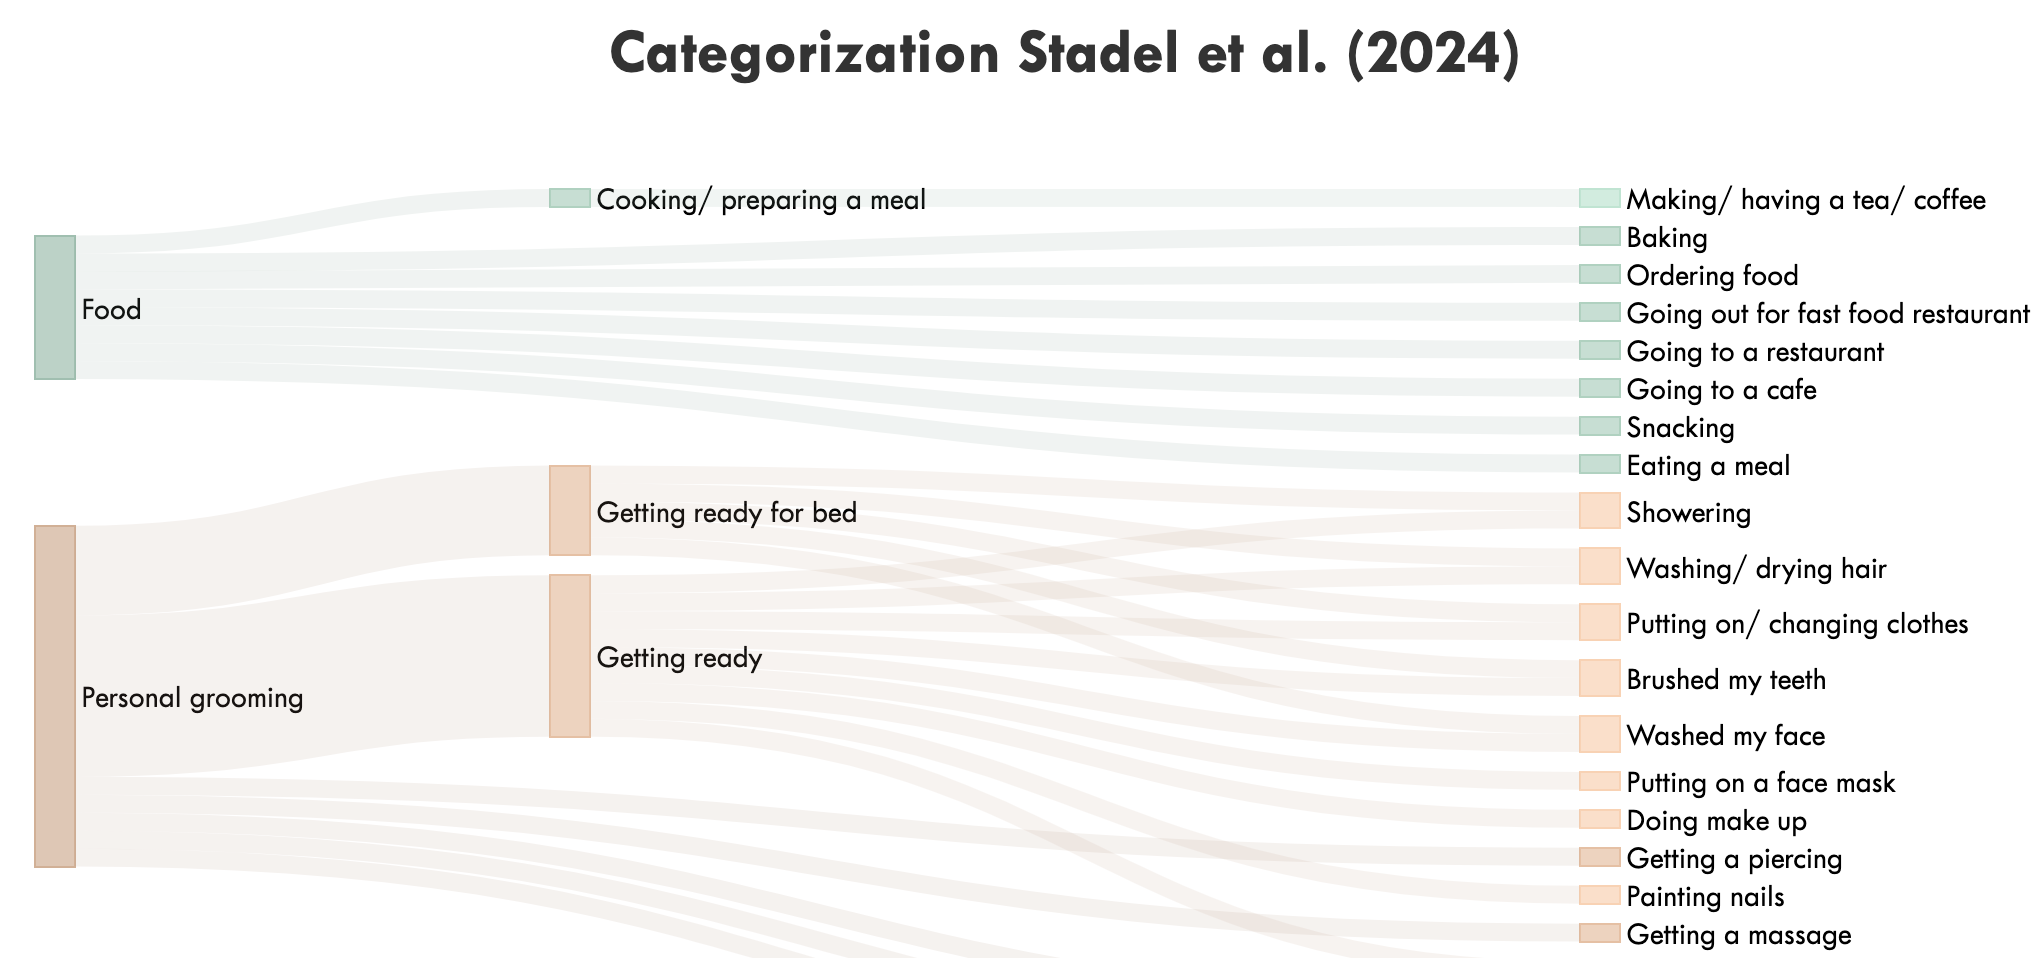 Categorization Stadel et al. (2024)
Food
Cooking/ preparing a meal
Making/ having a tea/ coffee
Baking
Ordering food
Going out for fast food restaurant
Going to a restaurant
Going to a cafe
Snacking
Eating a meal
Personal grooming
Getting ready for bed
Getting ready
Showering
Washing/ drying hair
Putting on/ changing clothes
Brushed my teeth
Washed my face
Putting on a face mask
Doing make up
Getting a piercing
Painting nails
Getting a massage